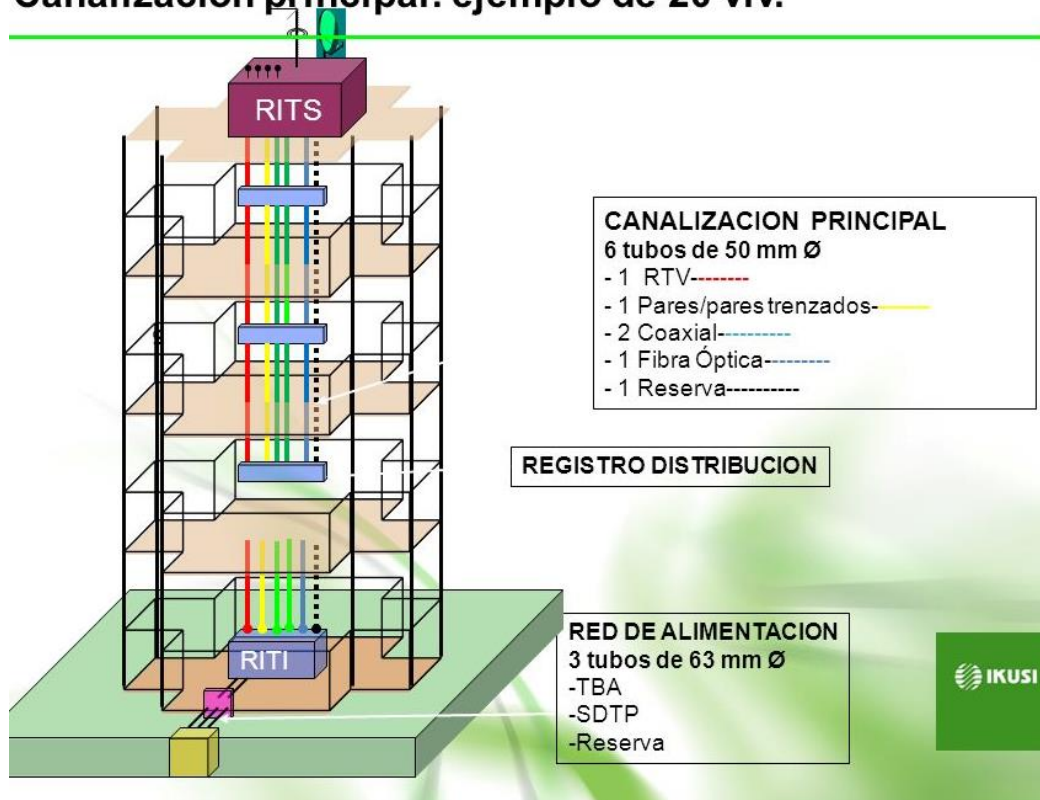 Canalización principal: ejemplo de 20 viv.
RITS
CANALIZACION PRINCIPAL
6 tubos de 50 mm Ø
- 1 RTV--------
- 1 Pares/pares trenzados--------
- 2 Coaxial----------
- 1 Fibra Óptica---------
- 1 Reserva----------
REGISTRO DISTRIBUCION
RITI
RED DE ALIMENTACION
3 tubos de 63 mm Ø
-TBA
-SDTP
-Reserva
IKUSI